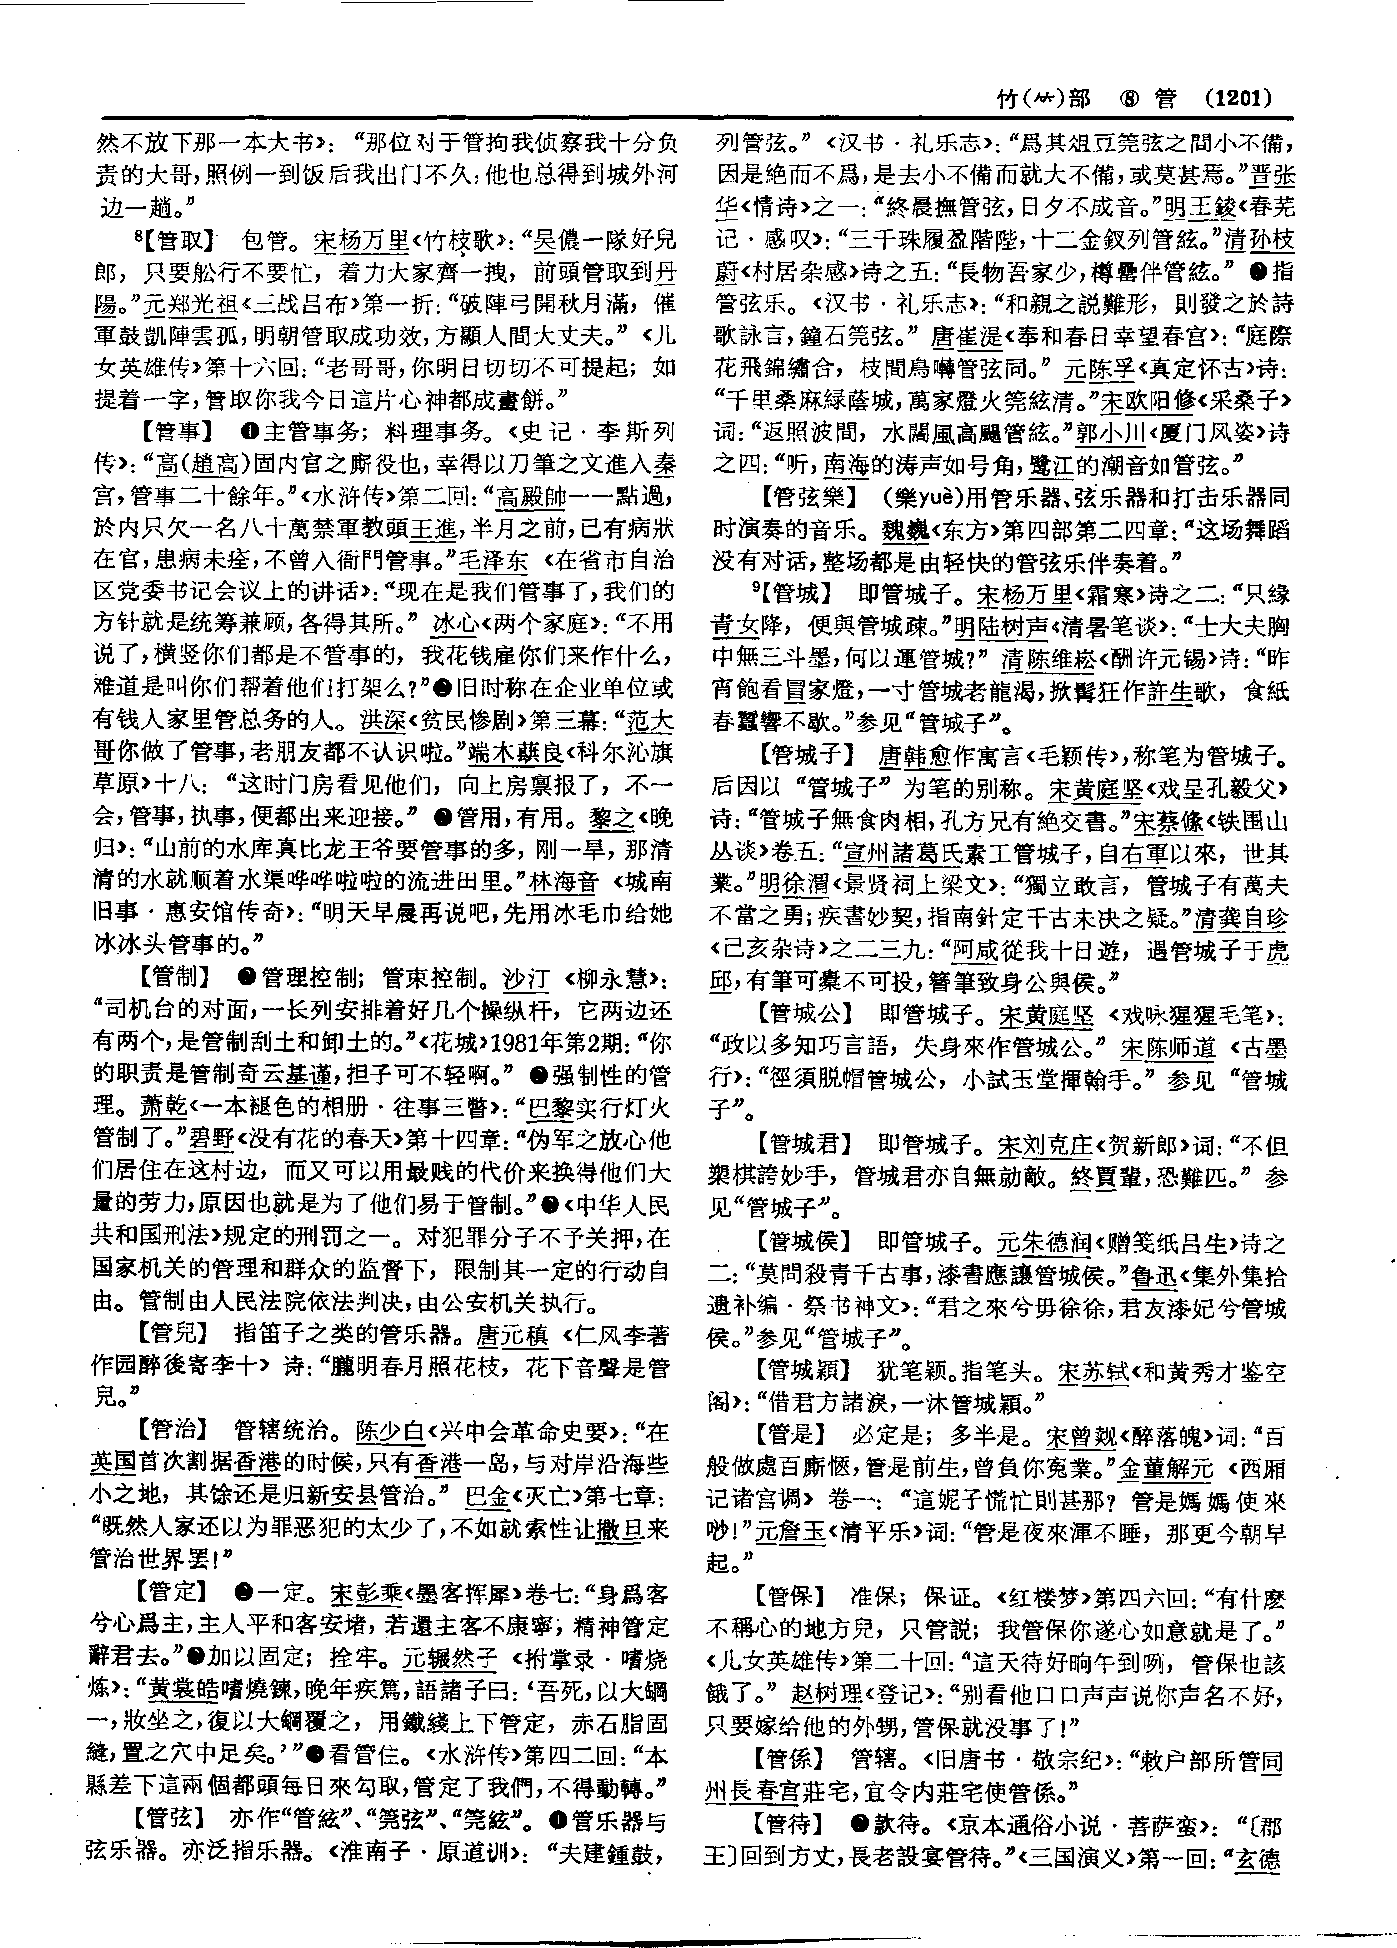 竹(⺮)部 ⑧ 管 (1201)
然不放下那一本大书》：“那位对于管拘我侦察我十分负
责的大哥，照例一到饭后我出门不久，他也总得到城外河
边一趟。”
⁸【管取】 包管。宋杨万里《竹枝歌》：“吴儂一隊好兒
郎，只要舩行不要忙，着力大家齊一拽，前頭管取到丹
陽。”元郑光祖《三战吕布》第一折：“破陣弓開秋月滿，催
軍鼓凱陣雲孤，明朝管取成功效，方顯人間大丈夫。”《儿
女英雄传》第十六回：“老哥哥，你明日切切不可提起；如
提着一字，管取你我今日這片心神都成畫餅。”
【管事】 ❶主管事务；料理事务。《史记·李斯列
传》：“高(趙高)固内官之廝役也，幸得以刀筆之文進入秦
宫，管事二十餘年。”《水浒传》第二回：“高殿帥一一點過，
於内只欠一名八十萬禁軍教頭王進，半月之前，已有病狀
在官，患病未痊，不曾入衙門管事。”毛泽东《在省市自治
区党委书记会议上的讲话》：“现在是我们管事了，我们的
方针就是统筹兼顾，各得其所。” 冰心《两个家庭》：“不用
说了，横竖你们都是不管事的，我花钱雇你们来作什么，
难道是叫你们帮着他们打架么？”❷旧时称在企业单位或
有钱人家里管总务的人。洪深《贫民惨剧》第三幕：“范大
哥你做了管事，老朋友都不认识啦。”端木蕻良《科尔沁旗
草原》十八：“这时门房看见他们，向上房禀报了，不一
会，管事，执事，便都出来迎接。” ❸管用，有用。黎之《晚
归》：“山前的水库真比龙王爷要管事的多，刚一旱，那清
清的水就顺着水渠哗哗啦啦的流进田里。”林海音《城南
旧事·惠安馆传奇》：“明天早晨再说吧，先用冰毛巾给她
冰冰头管事的。”
【管制】 ❶管理控制；管束控制。沙汀《柳永慧》：
“司机台的对面，一长列安排着好几个操纵杆，它两边还
有两个，是管制刮土和卸土的。”《花城》1981年第2期：“你
的职责是管制奇云基谨，担子可不轻啊。” ❷强制性的管
理。萧乾《一本褪色的相册·往事三瞥》：“巴黎实行灯火
管制了。”碧野《没有花的春天》第十四章：“伪军之放心他
们居住在这村边，而又可以用最贱的代价来换得他们大
量的劳力，原因也就是为了他们易于管制。”❸《中华人民
共和国刑法》规定的刑罚之一。对犯罪分子不予关押，在
国家机关的管理和群众的监督下，限制其一定的行动自
由。管制由人民法院依法判决，由公安机关执行。
【管兒】 指笛子之类的管乐器。唐元稹《仁风李著
作园醉後寄李十》诗：“朧明春月照花枝，花下音聲是管
兒。”
【管治】 管辖统治。陈少白《兴中会革命史要》：“在
英国首次割据香港的时候，只有香港一岛，与对岸沿海些
小之地，其馀还是归新安县管治。” 巴金《灭亡》第七章：
“既然人家还以为罪恶犯的太少了，不如就索性让撒旦来
管治世界罢！”
【管定】 ❶一定。宋彭乘《墨客挥犀》卷七：“身爲客
兮心爲主，主人平和客安堵，若還主客不康寧，精神管定
辭君去。”❷加以固定；拴牢。元辗然子《拊掌录·嗜烧
炼》：“黄裳皓嗜燒鍊，晚年疾篤，語諸子曰：‘吾死，以大鍋
一，妝坐之，復以大鍋覆之，用鐵綫上下管定，赤石脂固
縫，置之穴中足矣。’”❸看管住。《水浒传》第四二回：“本
縣差下這兩個都頭每日來勾取，管定了我們，不得動轉。”
【管弦】 亦作“管絃”、“筦弦”、“筦絃”。❶管乐器与
弦乐器。亦泛指乐器。《淮南子·原道训》：“夫建鍾鼓，
列管弦。”《汉书·礼乐志》：“爲其俎豆筦弦之間小不備，
因是絶而不爲，是去小不備而就大不備，或莫甚焉。”晋张
华《情诗》之一：“終晨撫管弦，日夕不成音。”明王錂《春芜
记·感叹》：“三千珠履盈階陛，十二金釵列管絃。”清孙枝
蔚《村居杂感》诗之五：“長物吾家少，樽罍伴管絃。” ❷指
管弦乐。《汉书·礼乐志》：“和親之説難形，則發之於詩
歌詠言，鐘石筦弦。” 唐崔湜《奉和春日幸望春宫》：“庭際
花飛錦繡合，枝間鳥囀管弦同。” 元陈孚《真定怀古》诗：
“千里桑麻緑蔭城，萬家燈火筦絃清。”宋欧阳修《采桑子》
词：“返照波間，水闊風高颺管絃。”郭小川《厦门风姿》诗
之四：“听，南海的涛声如号角，鹭江的潮音如管弦。”
【管弦樂】 (樂yuè)用管乐器、弦乐器和打击乐器同
时演奏的音乐。魏巍《东方》第四部第二四章：“这场舞蹈
没有对话，整场都是由轻快的管弦乐伴奏着。”
⁹【管城】 即管城子。宋杨万里《霜寒》诗之二：“只緣
青女降，便與管城疎。”明陆树声《清暑笔谈》：“士大夫胸
中無三斗墨，何以運管城？” 清陈维崧《酬许元锡》诗：“昨
宵飽看冒家燈，一寸管城老龍渴，掀髯狂作許生歌，食紙
春蠶響不歇。”参见“管城子”。
【管城子】 唐韩愈作寓言《毛颖传》，称笔为管城子。
后因以“管城子”为笔的别称。宋黄庭坚《戏呈孔毅父》
诗：“管城子無食肉相，孔方兄有絶交書。”宋蔡絛《铁围山
丛谈》卷五：“宣州諸葛氏素工管城子，自右軍以來，世其
業。”明徐渭《景贤祠上梁文》：“獨立敢言，管城子有萬夫
不當之勇；疾書妙契，指南針定千古未决之疑。”清龚自珍
《己亥杂诗》之二三九：“阿咸從我十日遊，遇管城子于虎
邱，有筆可橐不可投，簪筆致身公與侯。”
【管城公】 即管城子。宋黄庭坚《戏咏猩猩毛笔》：
“政以多知巧言語，失身來作管城公。” 宋陈师道《古墨
行》：“徑須脱帽管城公，小試玉堂揮翰手。” 参见“管城
子”。
【管城君】 即管城子。宋刘克庄《贺新郎》词：“不但
槊棋誇妙手，管城君亦自無勍敵。終賈輩，恐難匹。” 参
见“管城子”。
【管城侯】 即管城子。元朱德润《赠笺纸吕生》诗之
二：“莫問殺青千古事，漆書應讓管城侯。”鲁迅《集外集拾
遗补编·祭书神文》：“君之來兮毋徐徐，君友漆妃兮管城
侯。”参见“管城子”。
【管城穎】 犹笔颖。指笔头。宋苏轼《和黄秀才鉴空
阁》：“借君方諸淚，一沐管城穎。”
【管是】 必定是；多半是。宋曾觌《醉落魄》词：“百
般做處百廝愜，管是前生，曾負你冤業。”金董解元《西厢
记诸宫调》卷一：“這妮子慌忙則甚那？管是媽媽使來
吵！”元詹玉《清平乐》词：“管是夜來渾不睡，那更今朝早
起。”
【管保】 准保；保证。《红楼梦》第四六回：“有什麽
不稱心的地方兒，只管説；我管保你遂心如意就是了。”
《儿女英雄传》第二十回：“這天待好晌午到咧，管保也該
餓了。” 赵树理《登记》：“别看他口口声声说你声名不好，
只要嫁给他的外甥，管保就没事了！”
【管係】 管辖。《旧唐书·敬宗纪》：“敕户部所管同
州長春宫莊宅，宜令内莊宅使管係。”
【管待】 ❶款待。《京本通俗小说·菩萨蛮》：“〔郡
王〕回到方丈，長老設宴管待。”《三国演义》第一回：“玄德